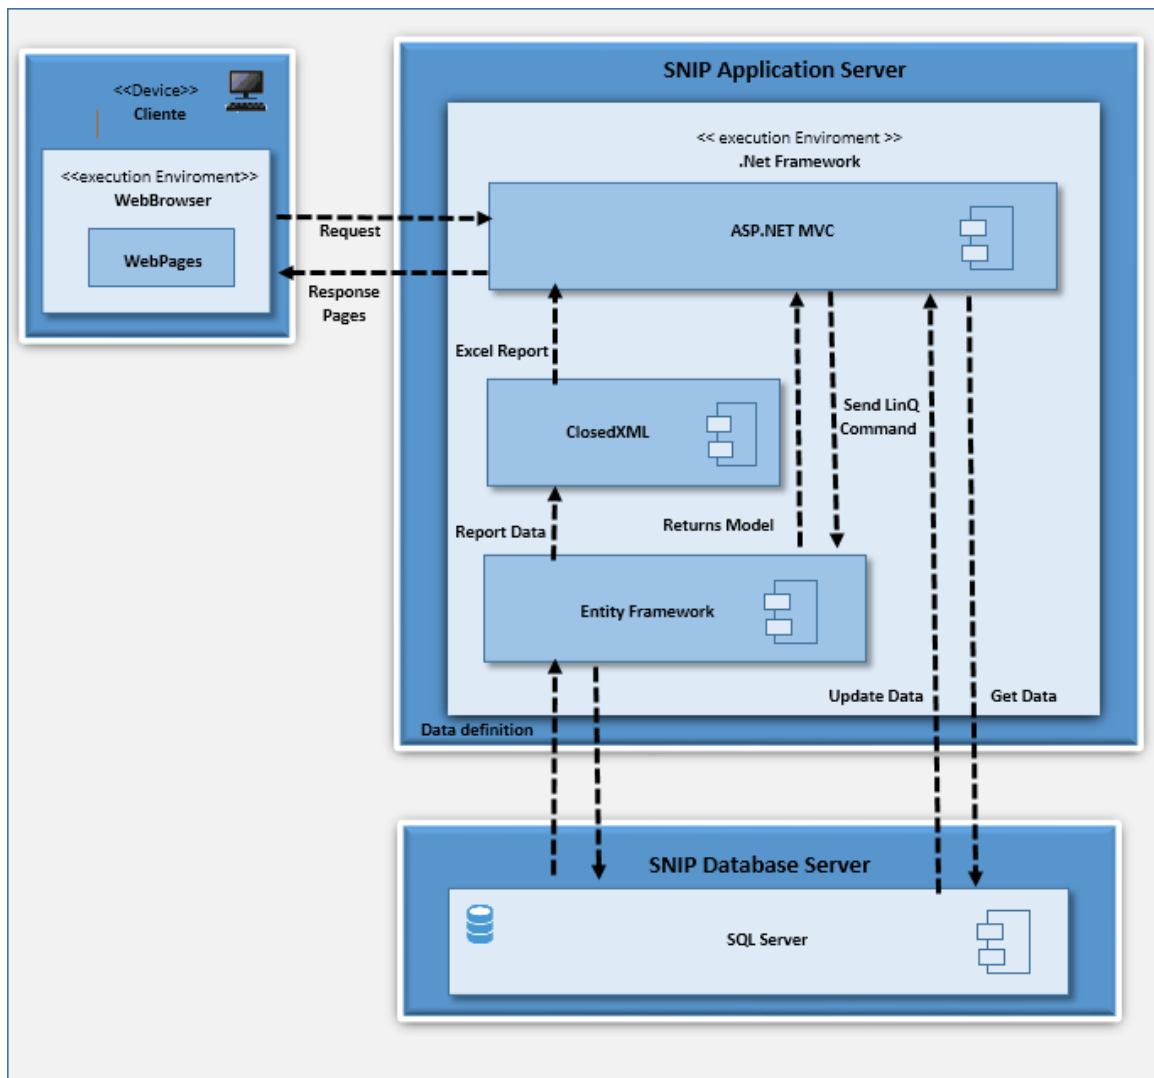 <<Device>>
Cliente
<<execution Enviroment>>
WebBrowser
WebPages
Request
Response
Pages
SNIP Application Server
<< execution Enviroment >>
.Net Framework
ASP.NET MVC
Excel Report
ClosedXML
Send LinQ
Command
Report Data
Returns Model
Entity Framework
Update Data
Get Data
Data definition
SNIP Database Server
SQL Server